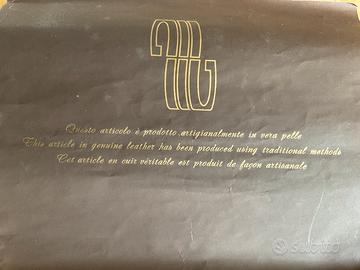 Questo articolo è prodotto artigianalmente in vera pelle
This article in genuine leather has been produced using traditional methods
Cet article en cuir véritable est produit de façon artisanale
subito